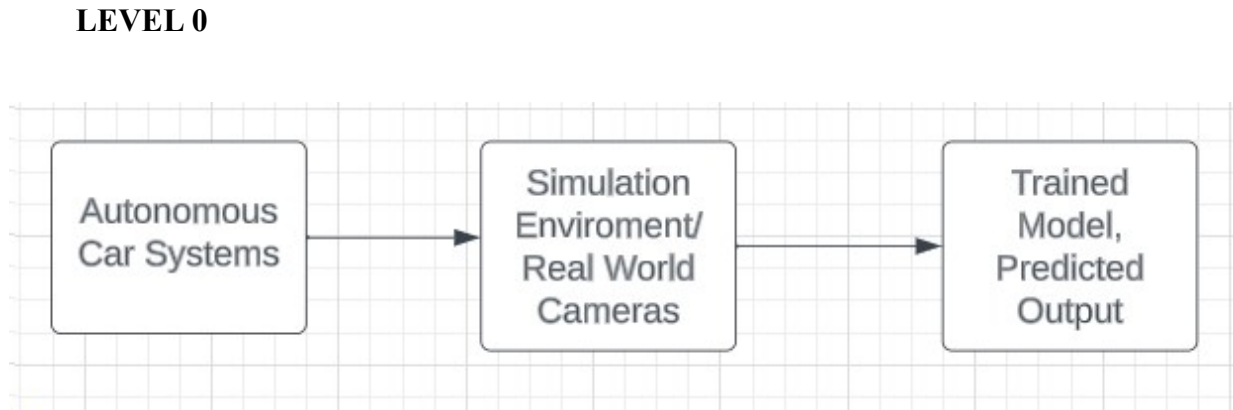 LEVEL 0
Autonomous
Car Systems
Simulation
Enviroment/
Real World
Cameras
Trained
Model,
Predicted
Output